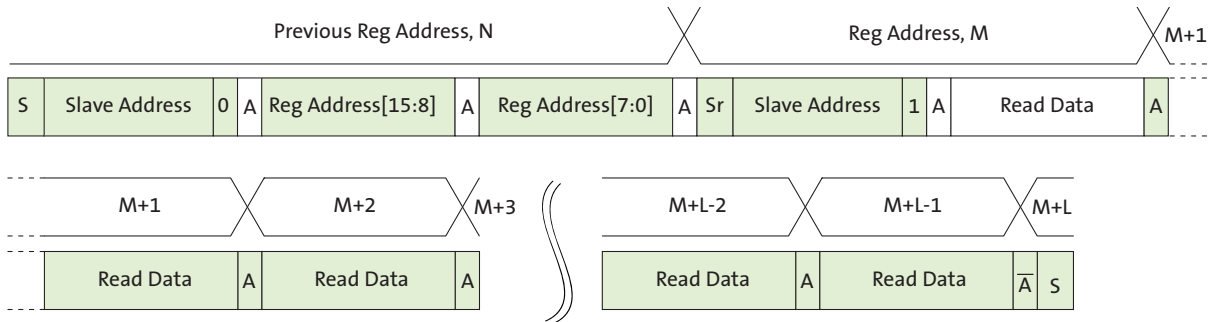 Previous Reg Address, N Reg Address, M M+1
S Slave Address 0 A Reg Address[15:8] A Reg Address[7:0] A Sr Slave Address 1 A Read Data A
M+1 M+2 M+3 M+L-2 M+L-1 M+L
Read Data A Read Data A Read Data A Read Data A̅ S